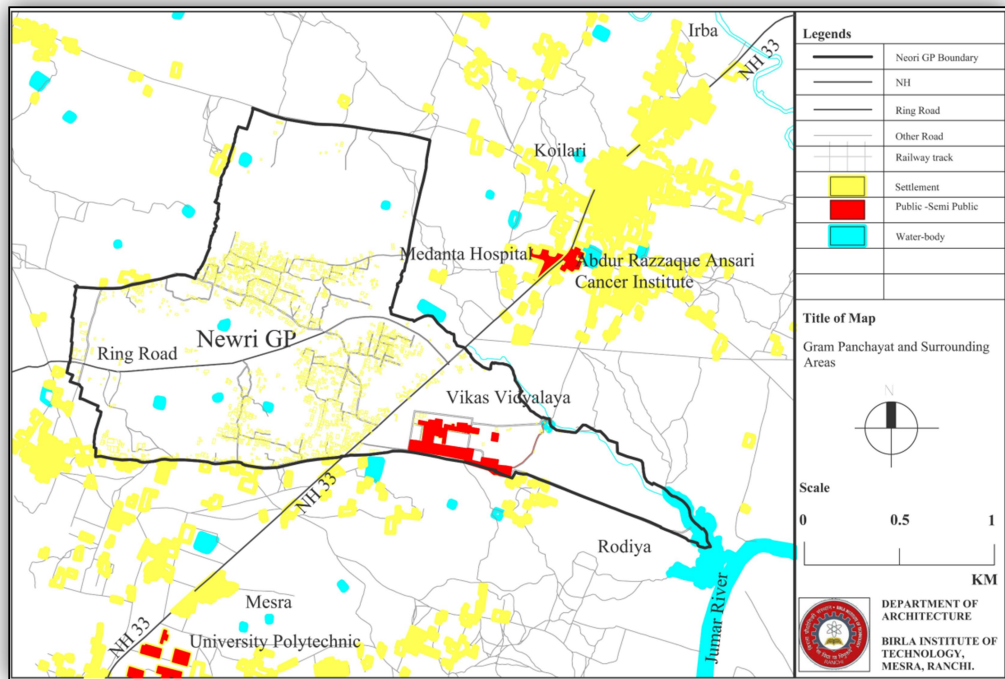 Irba
NH 33
Koilari
Medanta Hospital
Abdur Razzaque Ansari
Cancer Institute
Newri GP
Ring Road
Vikas Vidyalaya
NH 33
Rodiya
Jumar River
Mesra
University Polytechnic
NH 33
Legends
Neori GP Boundary
NH
Ring Road
Other Road
Railway track
Settlement
Public -Semi Public
Water-body
Title of Map
Gram Panchayat and Surrounding
Areas
N
Scale
0 0.5 1
KM
DEPARTMENT OF
ARCHITECTURE
BIRLA INSTITUTE OF
TECHNOLOGY,
MESRA, RANCHI.
RANCHI